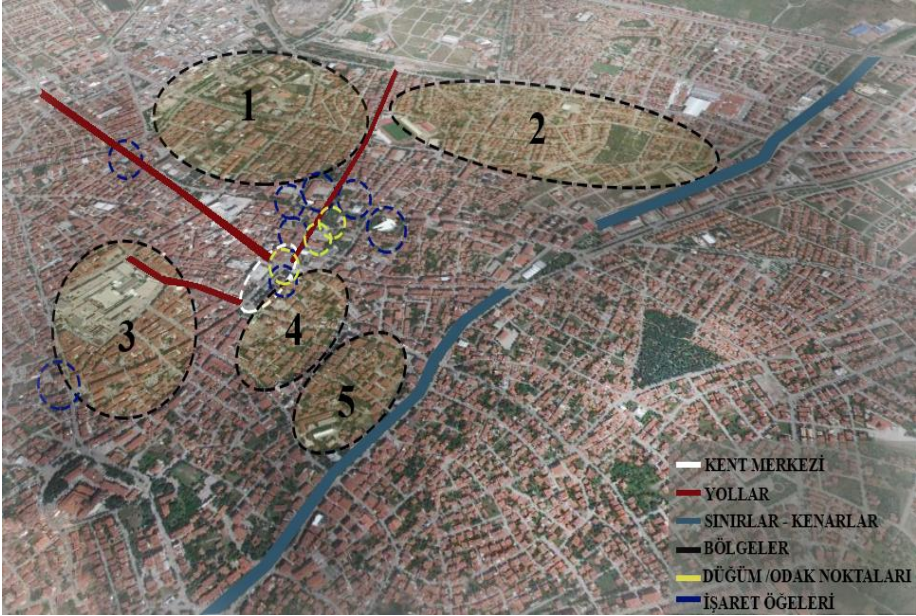 1
2
3
4
5
KENT MERKEZİ
YOLLAR
SINIRLAR - KENARLAR
BÖLGELER
DÜĞÜM /ODAK NOKTALARI
İŞARET ÖĞELERİ